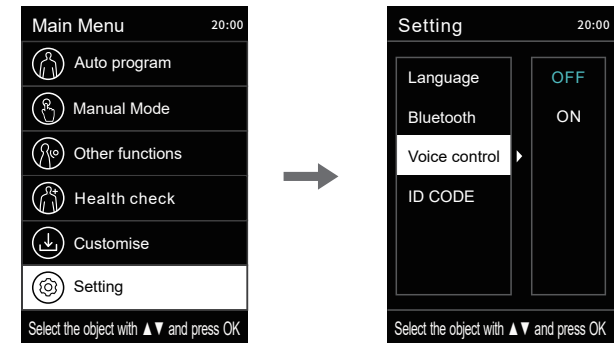 Main Menu 20:00
Auto program
Manual Mode
Other functions
Health check
Customise
Setting
Select the object with ▲▼ and press OK
Setting 20:00
Language
Bluetooth
Voice control
ID CODE
OFF
ON
Select the object with ▲▼ and press OK